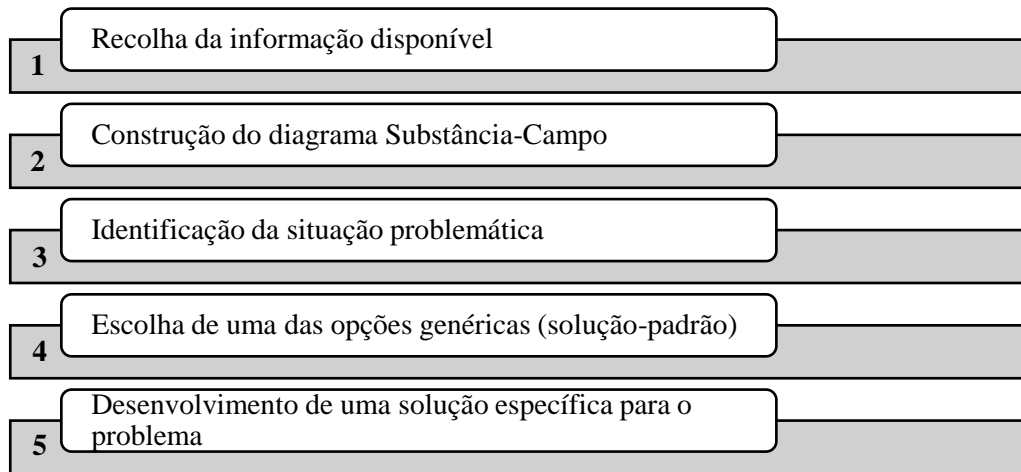 Recolha da informação disponível
1
Construção do diagrama Substância-Campo
2
Identificação da situação problemática
3
Escolha de uma das opções genéricas (solução-padrão)
4
Desenvolvimento de uma solução específica para o
problema
5